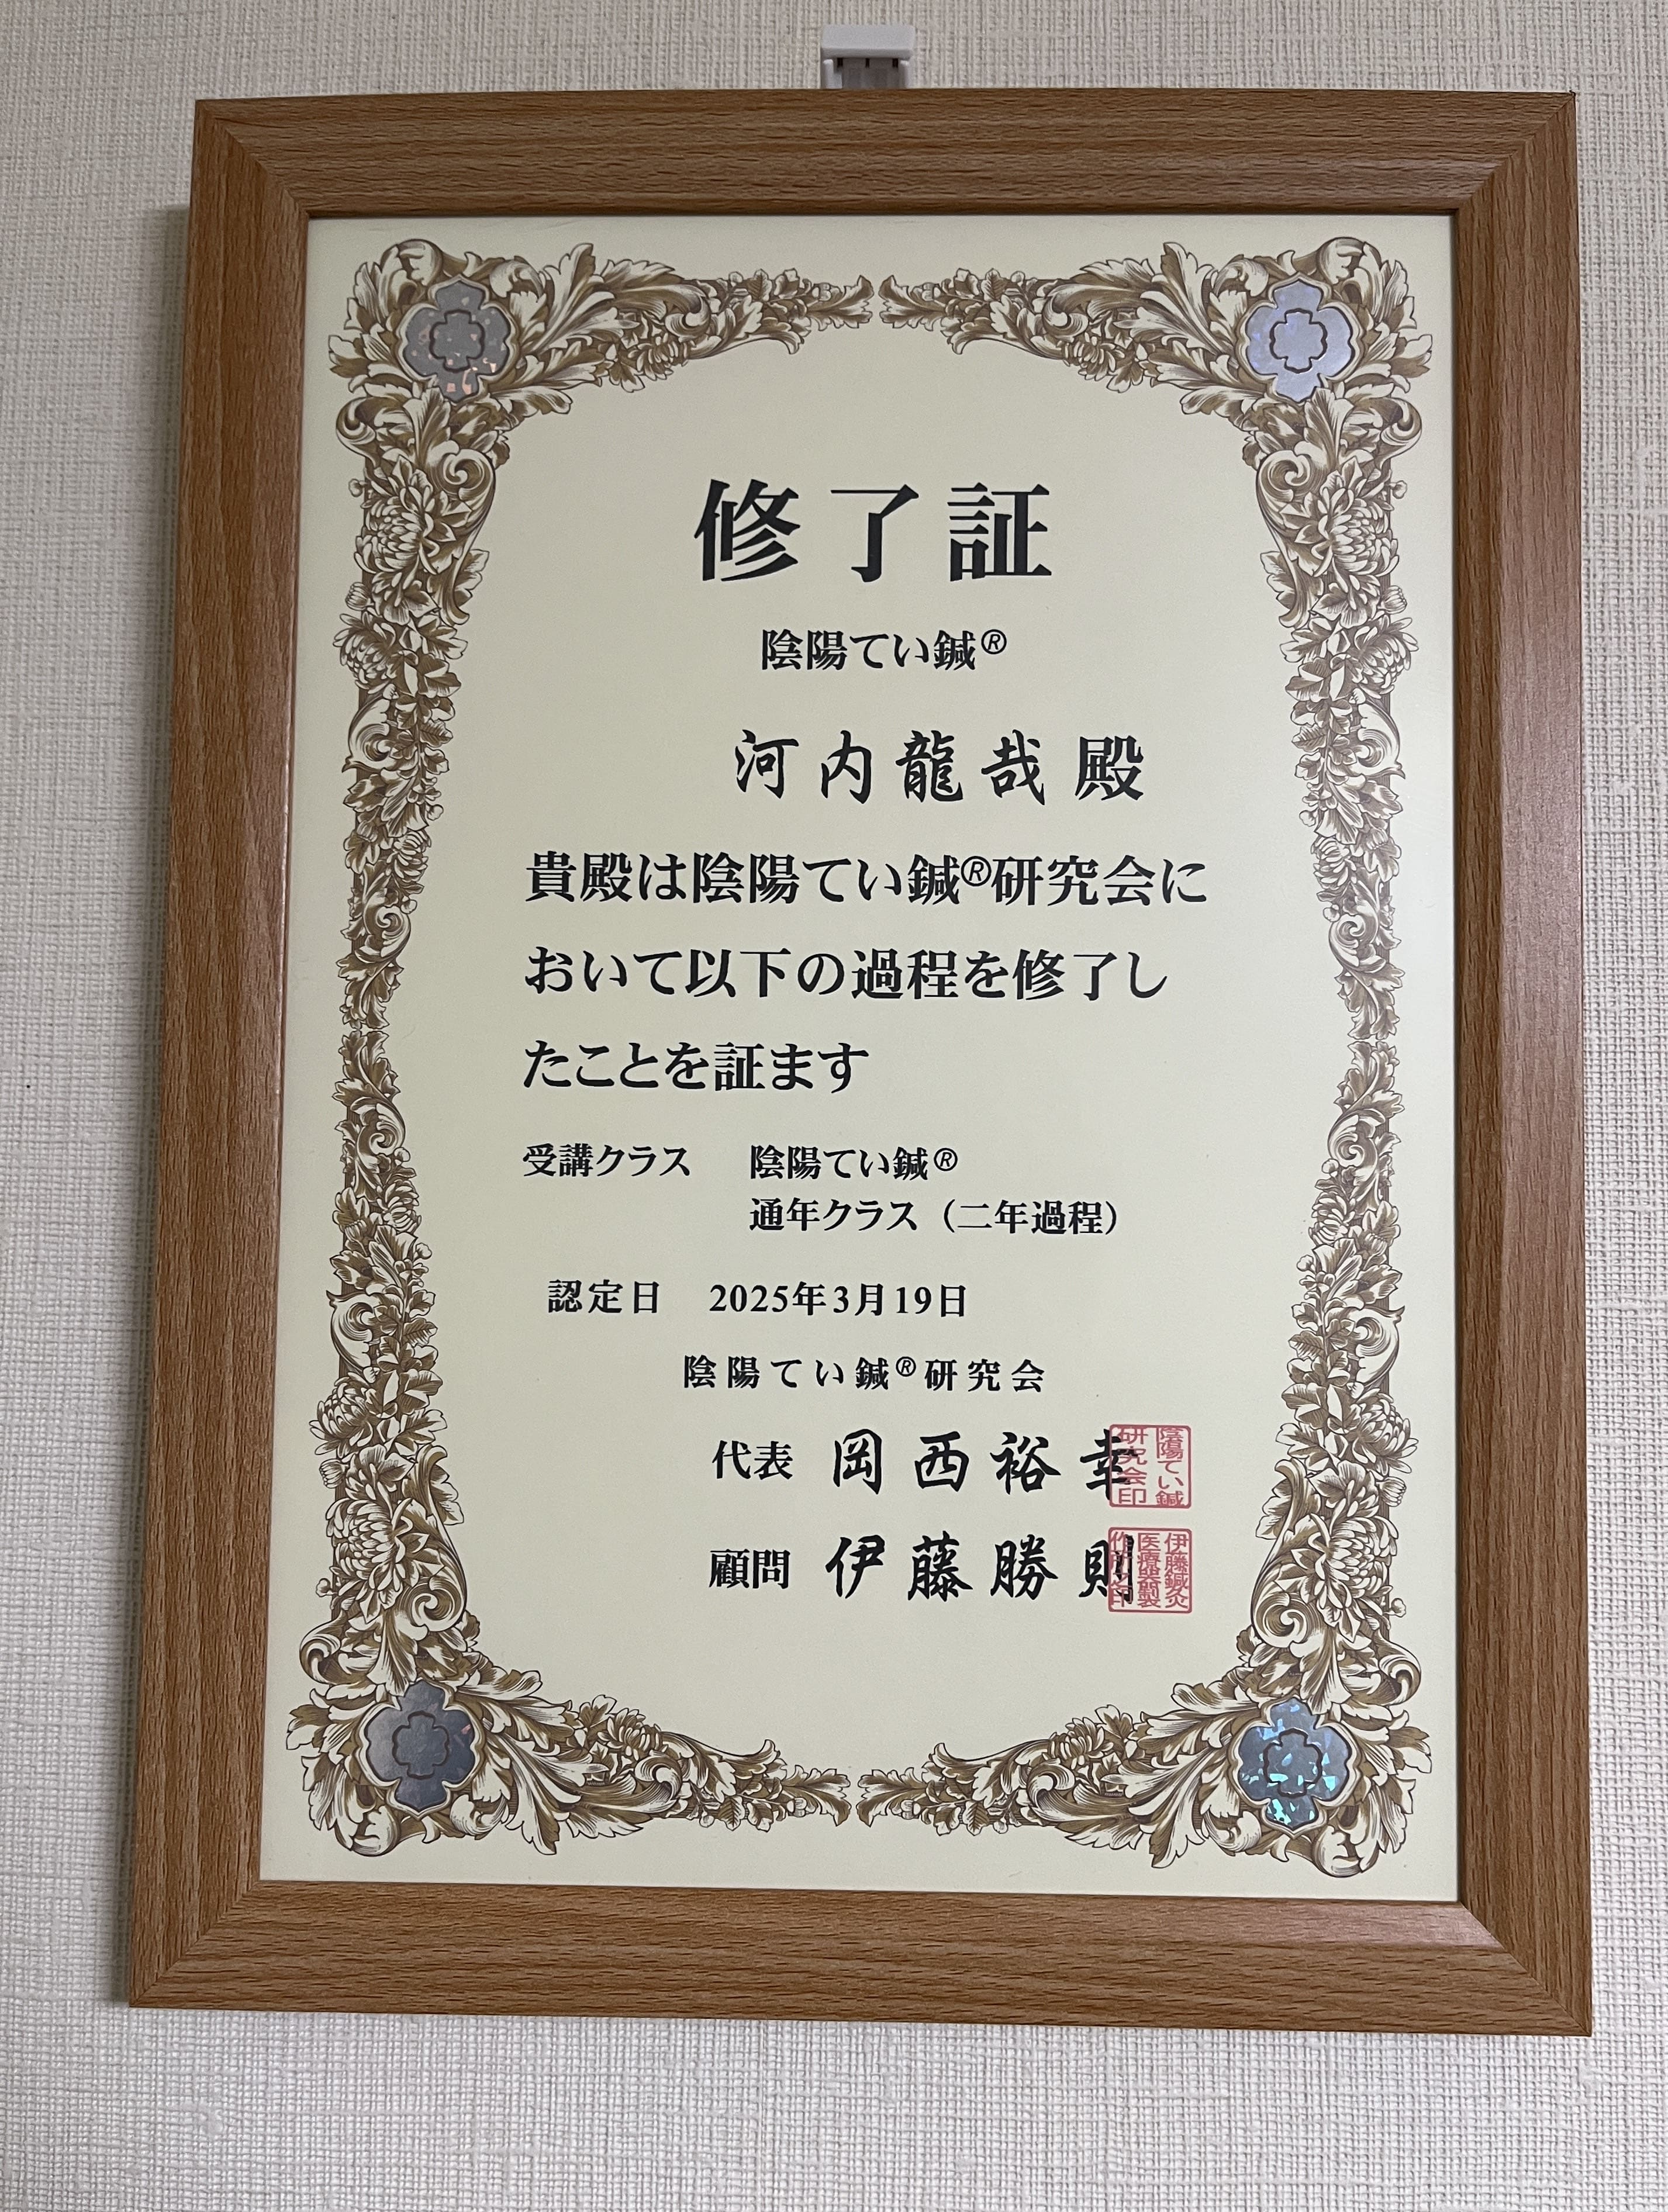 修了証
陰陽てい鍼®
河内龍哉 殿
貴殿は陰陽てい鍼®研究会に
おいて以下の過程を修了し
たことを証ます
受講クラス 陰陽てい鍼®
通年クラス（二年過程）
認定日 2025年3月19日
陰陽てい鍼®研究会
代表 岡西裕幸
陰陽てい鍼
研究会印
顧問 伊藤勝則
伊藤鍼灸
医療器製